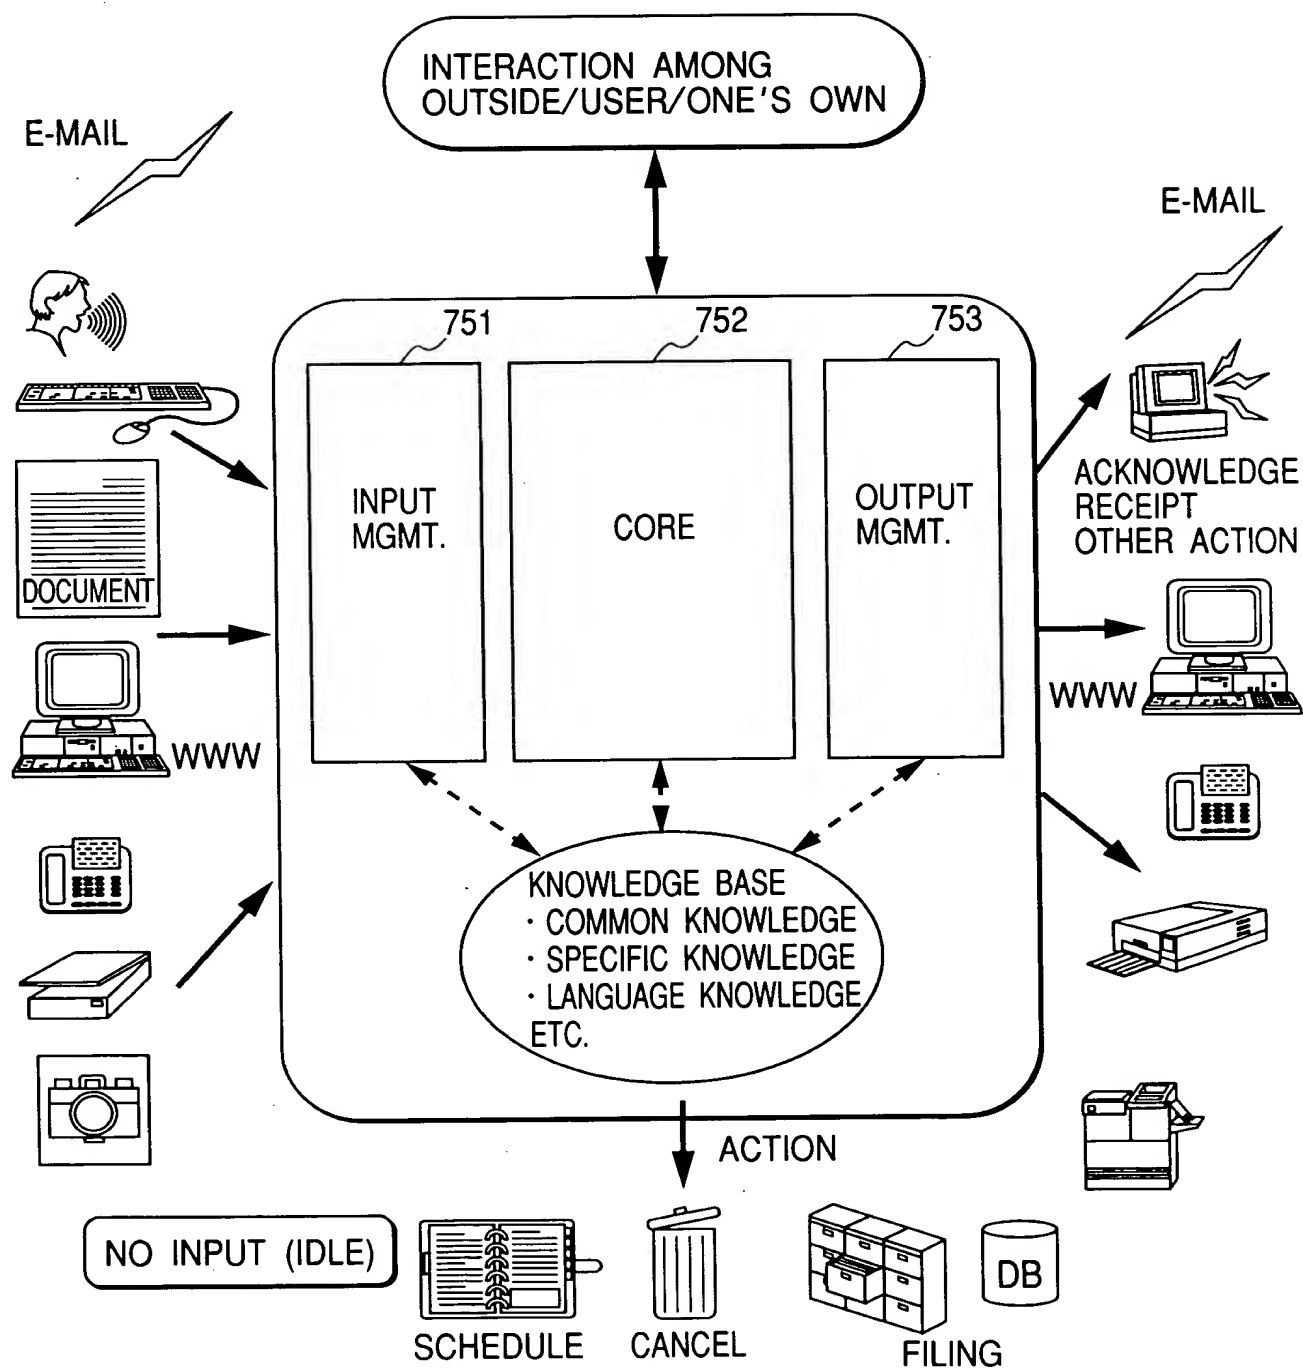 INTERACTION AMONG
OUTSIDE/USER/ONE'S OWN
E-MAIL
E-MAIL
751
752
753
INPUT
MGMT.
CORE
OUTPUT
MGMT.
ACKNOWLEDGE
RECEIPT
OTHER ACTION
DOCUMENT
WWW
WWW
KNOWLEDGE BASE
· COMMON KNOWLEDGE
· SPECIFIC KNOWLEDGE
· LANGUAGE KNOWLEDGE
ETC.
ACTION
NO INPUT (IDLE)
DB
SCHEDULE
CANCEL
FILING